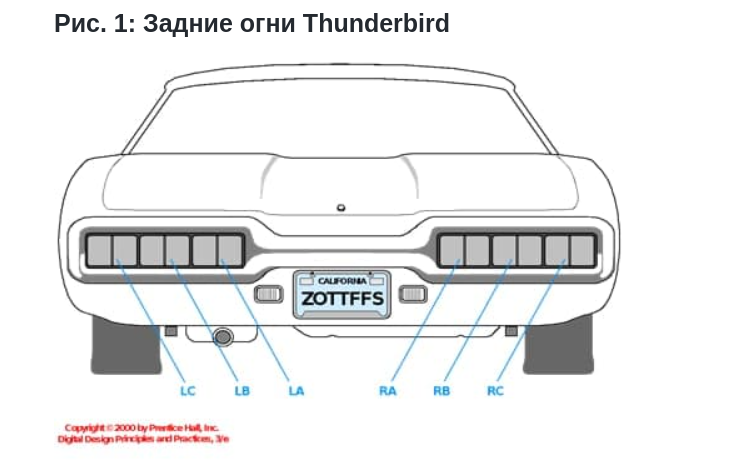 Рис. 1: Задние огни Thunderbird
CALIFORNIA
ZOTTFFS
LC LB LA RA RB RC
Copyright © 2000 by Prentice Hall, Inc.
Digital Design Principles and Practices, 3/e